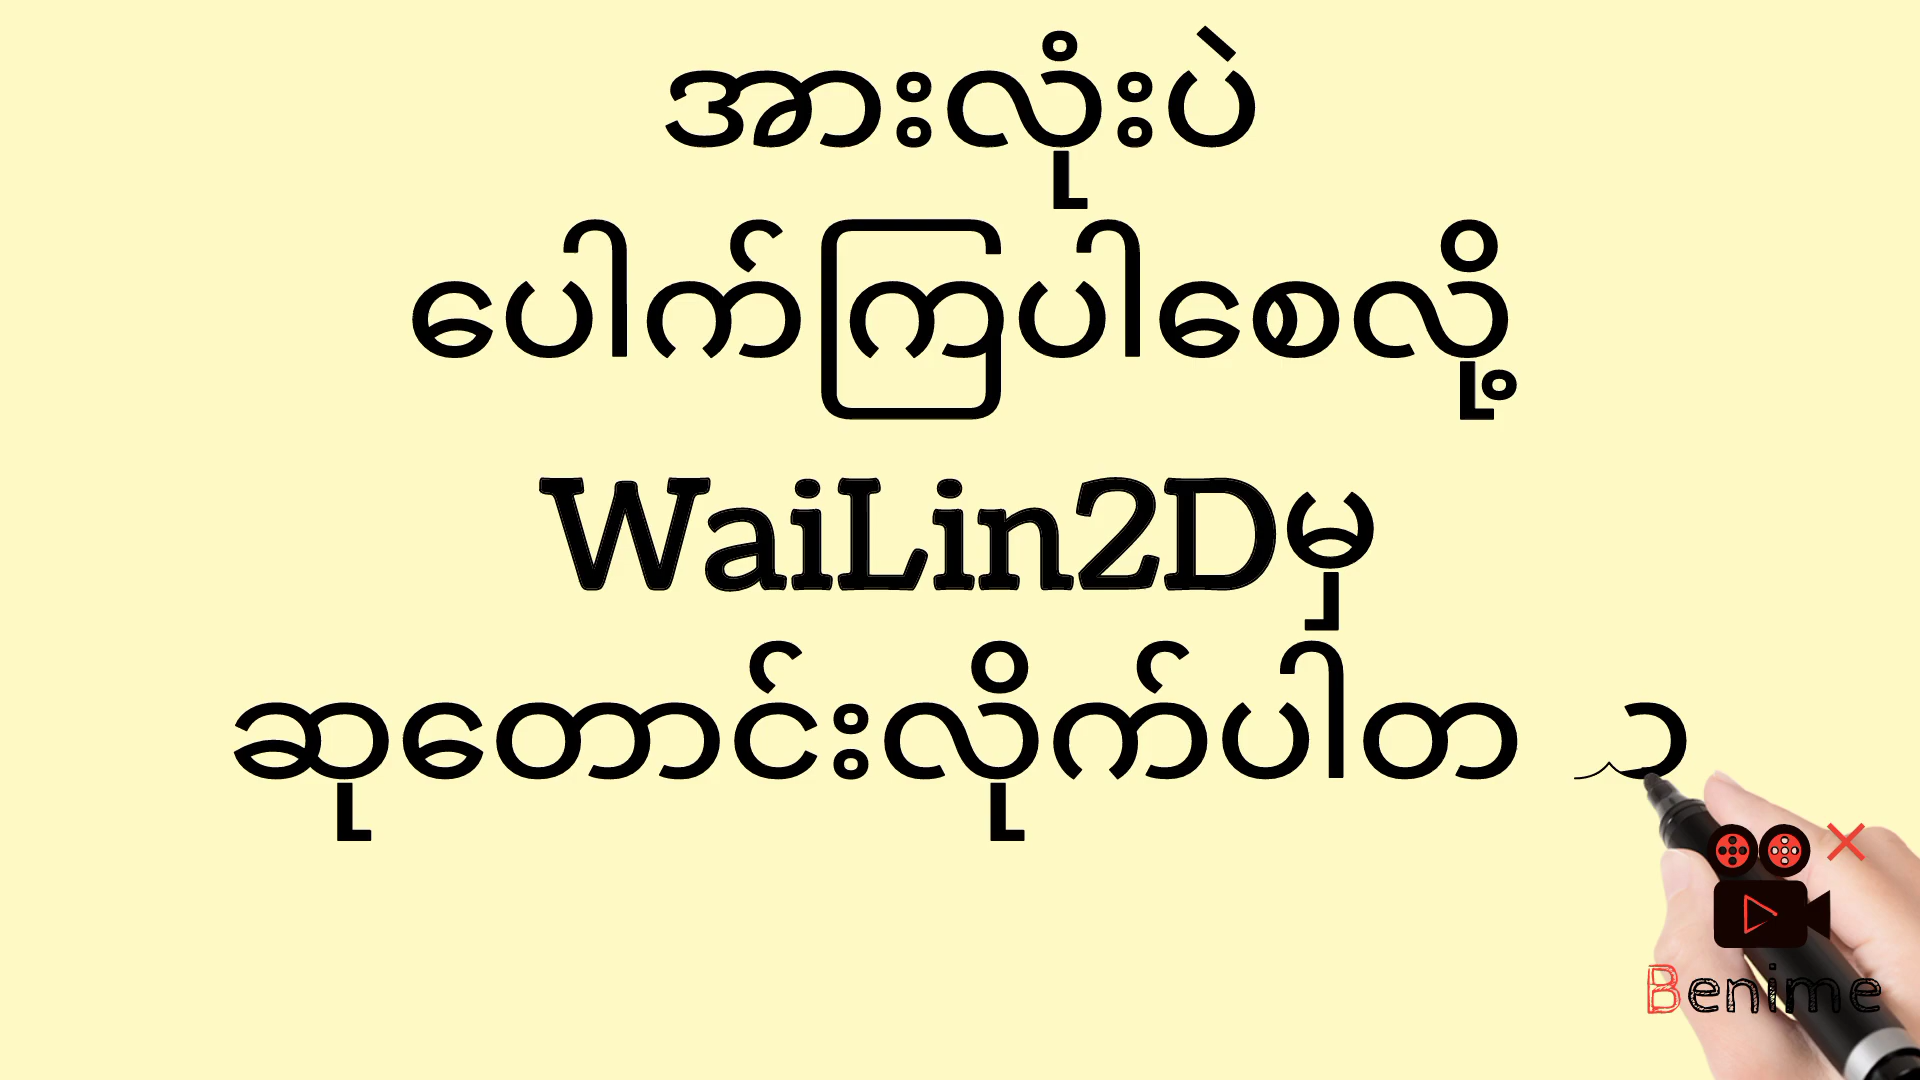 အားလုံးပဲ
ပေါက်ကြပါစေလို့
WaiLin2Dမှ
ဆုတောင်းလိုက်ပါတ
Benime